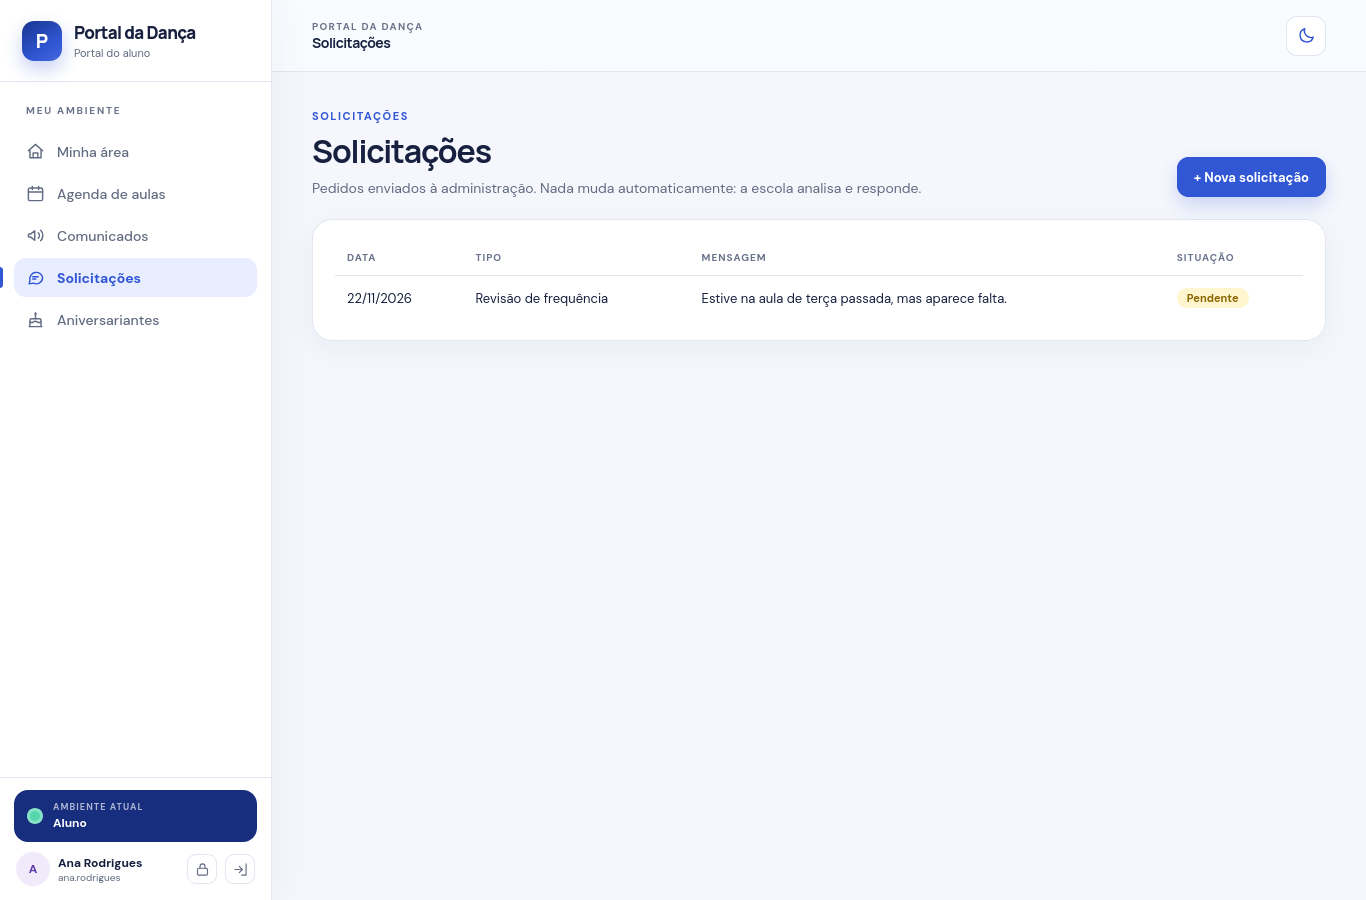 P
Portal da Dança
Portal do aluno
MEU AMBIENTE
Minha área
Agenda de aulas
Comunicados
Solicitações
Aniversariantes
AMBIENTE ATUAL
Aluno
A
Ana Rodrigues
ana.rodrigues
PORTAL DA DANÇA
Solicitações
SOLICITAÇÕES
Solicitações
Pedidos enviados à administração. Nada muda automaticamente: a escola analisa e responde.
+ Nova solicitação
DATA TIPO MENSAGEM SITUAÇÃO
22/11/2026 Revisão de frequência Estive na aula de terça passada, mas aparece falta. Pendente